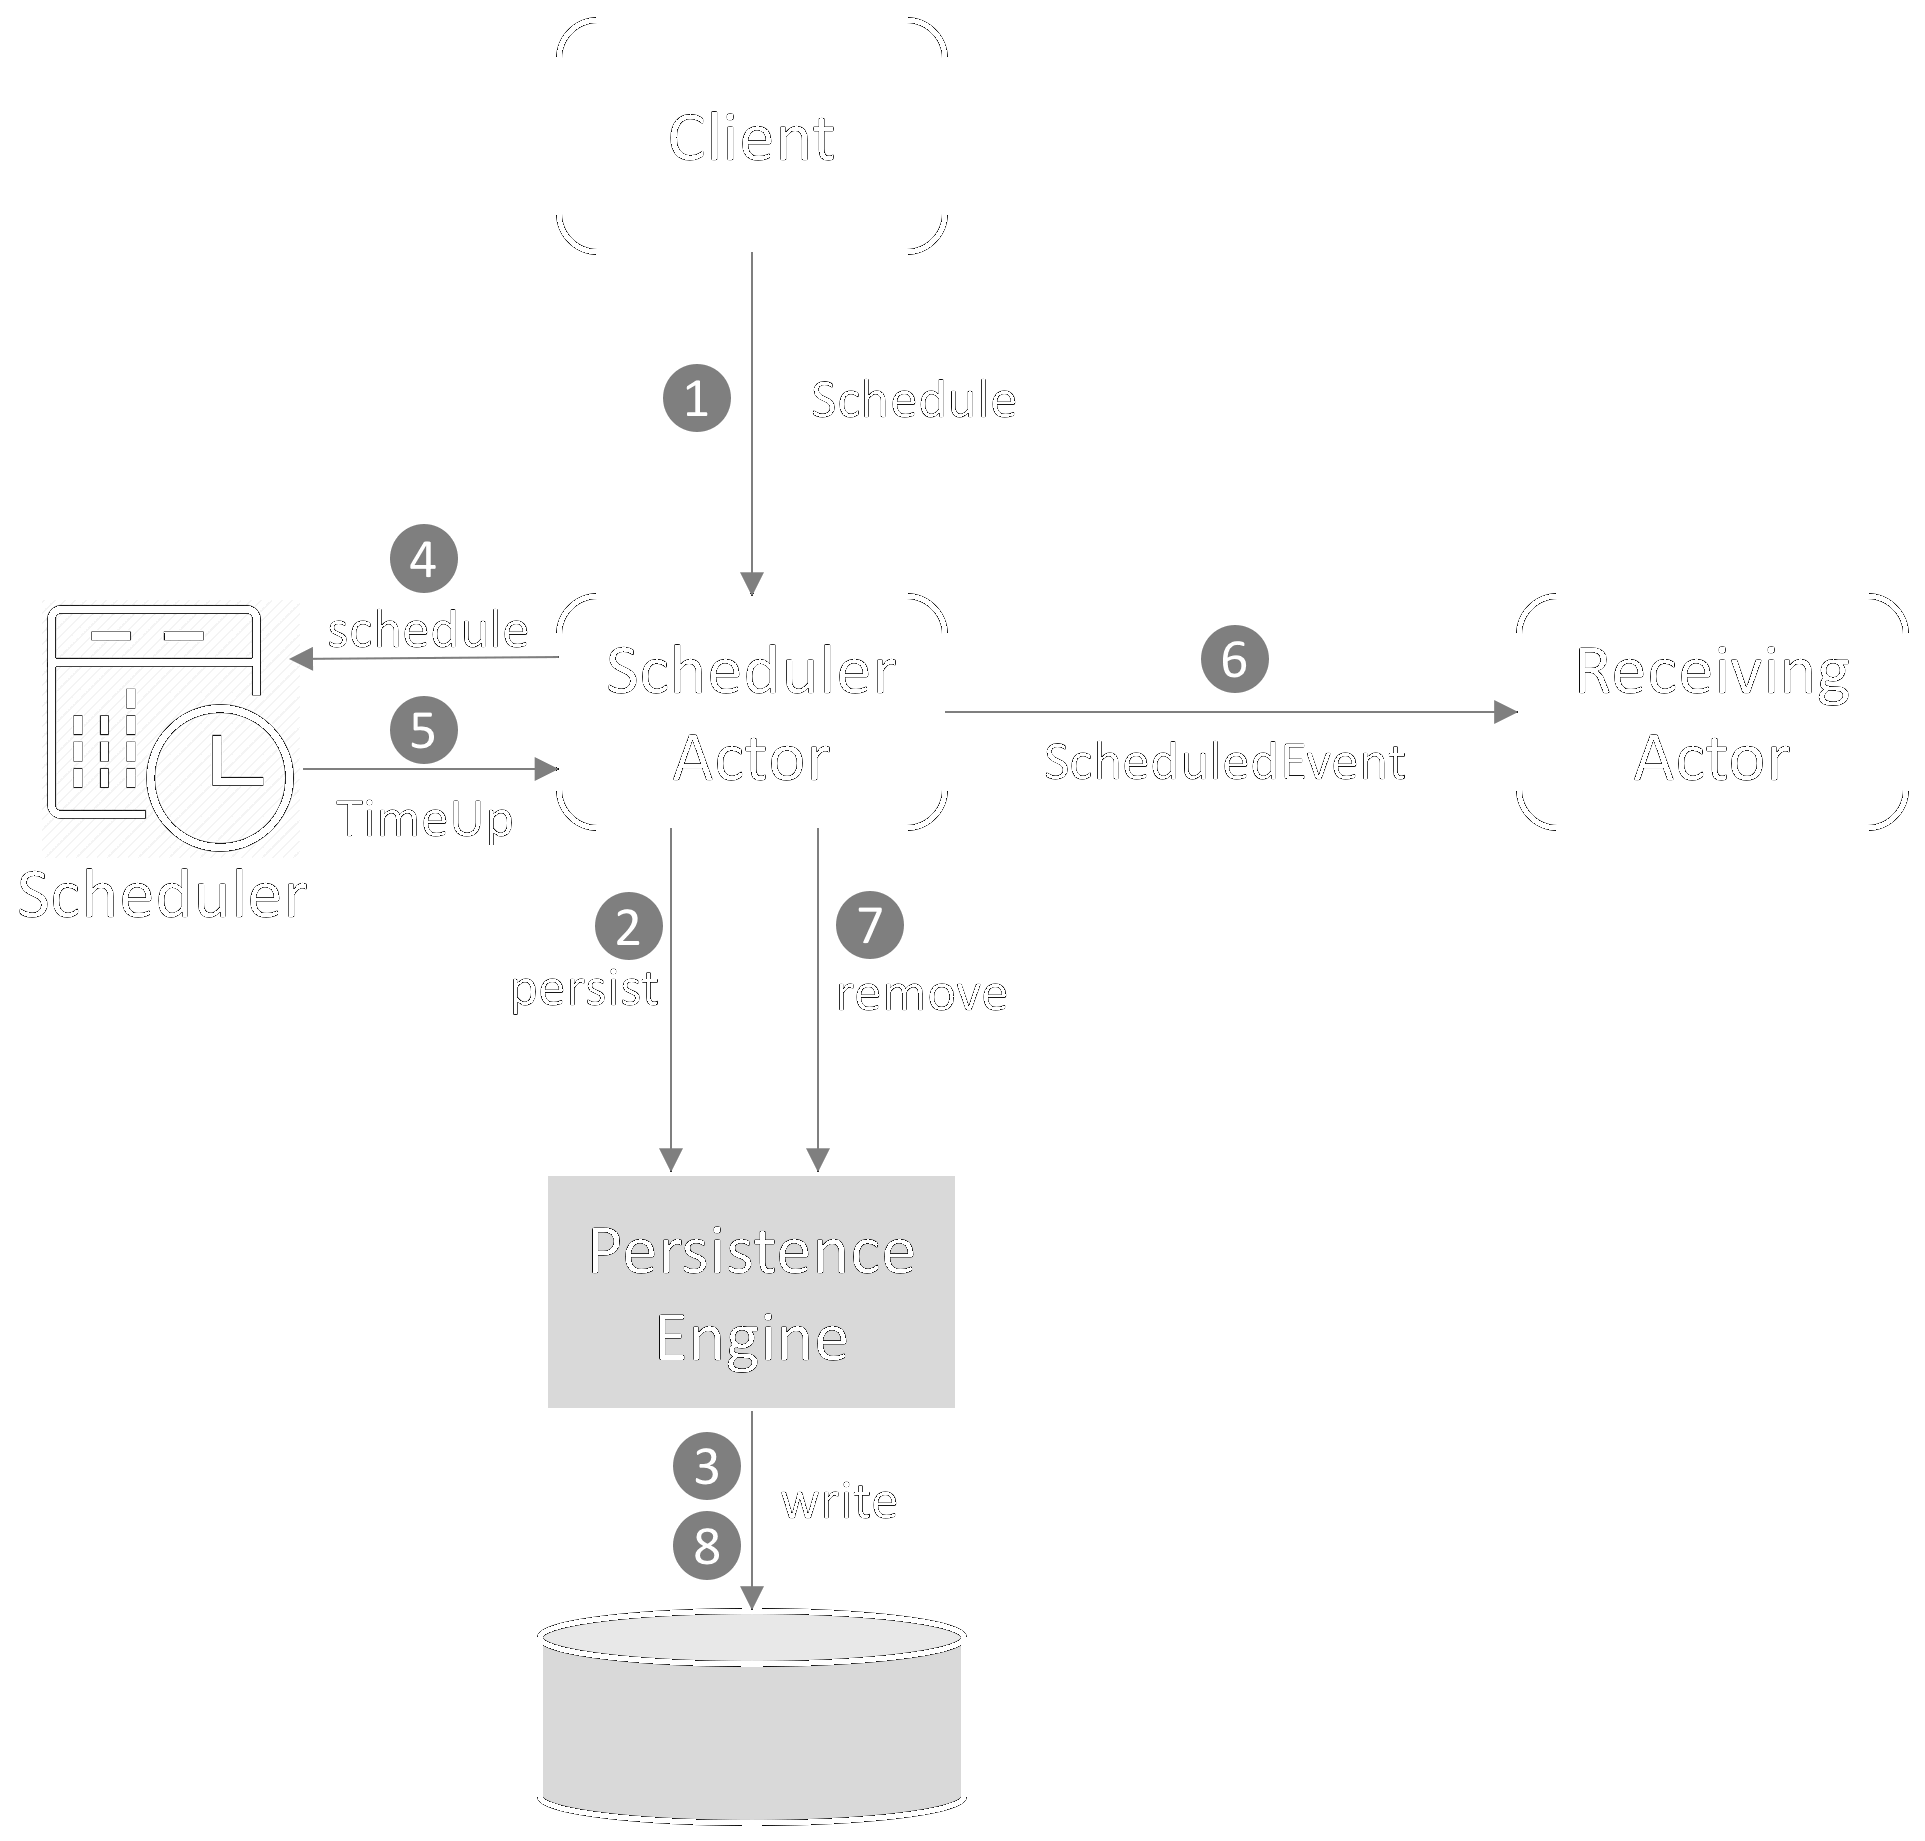 Client
1
Schedule
4
schedule
Scheduler
Actor
6
ScheduledEvent
Receiving
Actor
5
TimeUp
Scheduler
2
persist
7
remove
Persistence
Engine
3
write
8